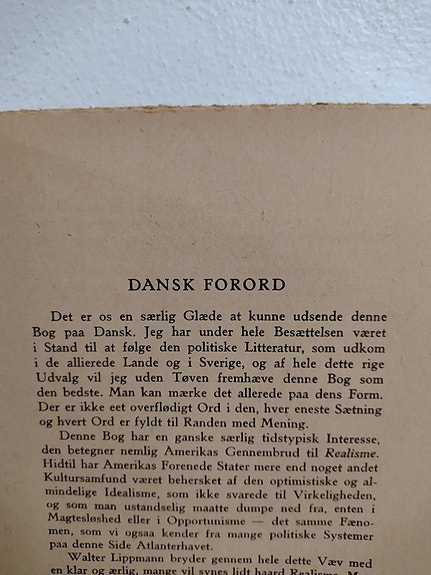 DANSK FORORD
Det er os en særlig Glæde at kunne udsende denne
Bog paa Dansk. Jeg har under hele Besættelsen været
i Stand til at følge den politiske Litteratur, som udkom
i de allierede Lande og i Sverige, og af hele dette rige
Udvalg vil jeg uden Tøven fremhæve denne Bog som
den bedste. Man kan mærke det allerede paa dens Form.
Der er ikke eet overflødigt Ord i den, hver eneste Sætning
og hvert Ord er fyldt til Randen med Mening.
Denne Bog har en ganske særlig tidstypisk Interesse,
den betegner nemlig Amerikas Gennembrud til Realisme.
Hidtil har Amerikas Forenede Stater mere end noget andet
Kultursamfund været behersket af den optimistiske og al-
mindelige Idealisme, som ikke svarede til Virkeligheden,
og som man ustandselig maatte dumpe ned fra, enten i
Magtesløshed eller i Opportunisme — det samme Fæno-
men, som vi ogsaa kender fra mange politiske Systemer
paa denne Side Atlanterhavet.
Walter Lippmann bryder gennem hele dette Væv med
en klar og ærlig, mange vil synes lidt haard Realisme.